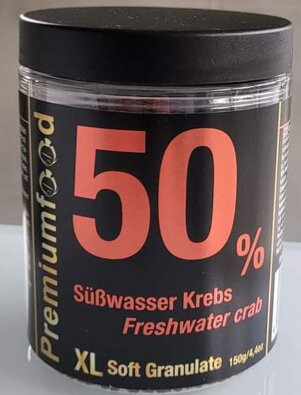 Premiumfood
50%
Süßwasser Krebs
Freshwater crab
XL Soft Granulate 150g/4,4oz